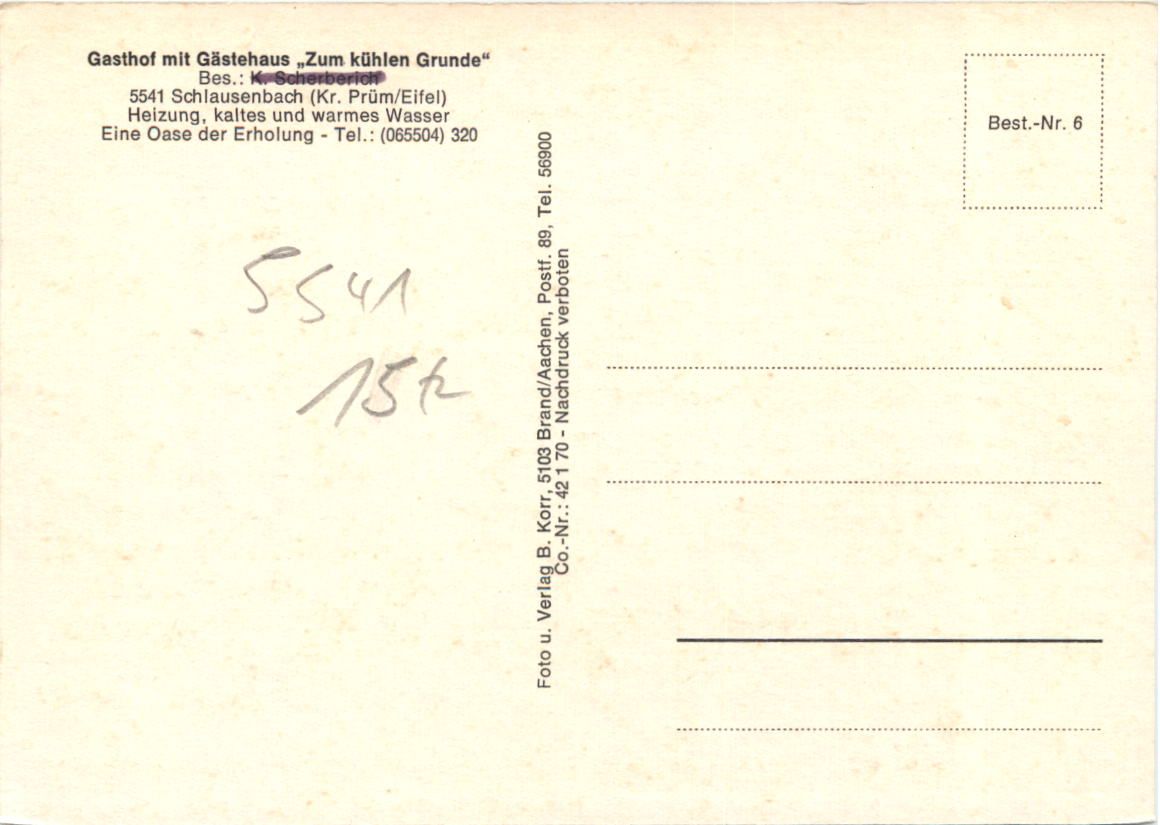 Gasthof mit Gästehaus „Zum kühlen Grunde“
Bes.: K. Scherberich
5541 Schlausenbach (Kr. Prüm/Eifel)
Heizung, kaltes und warmes Wasser
Eine Oase der Erholung - Tel.: (065504) 320
Best.-Nr. 6
5541
15
Foto u. Verlag B. Korr, 5103 Brand/Aachen, Postf. 89, Tel. 56900
Co.-Nr.: 42 1 70 - Nachdruck verboten